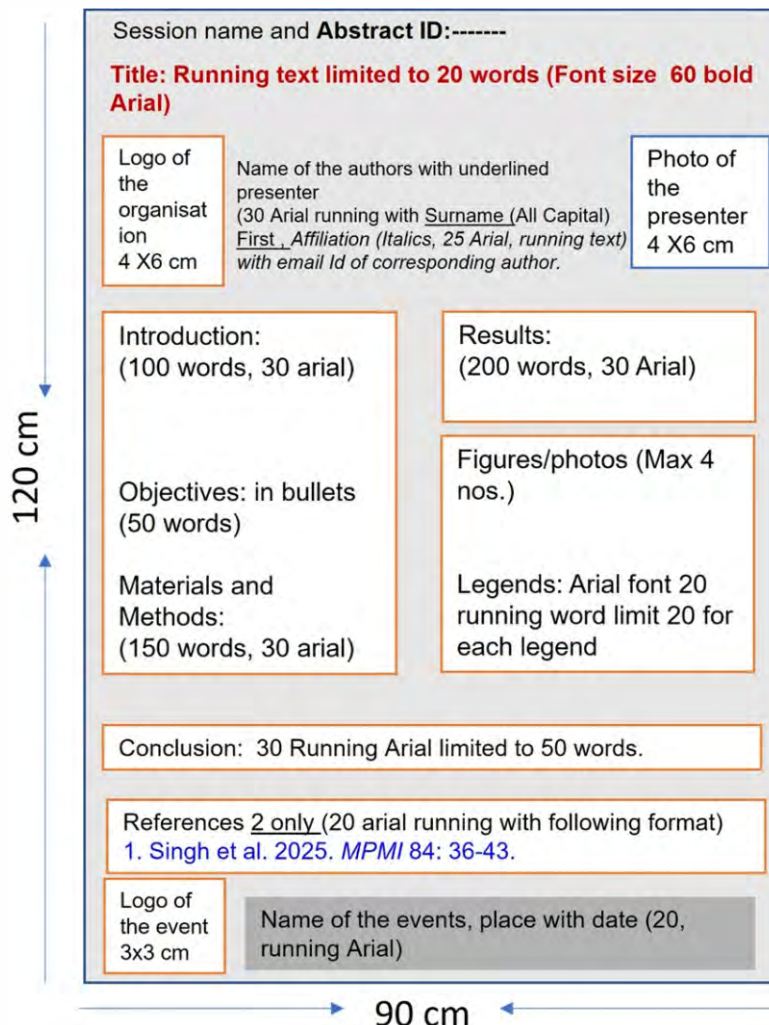 Session name and Abstract ID:-------
Title: Running text limited to 20 words (Font size  60 bold
Arial)
Logo of
the
organisat
ion
4 X6 cm
Name of the authors with underlined
presenter
(30 Arial running with Surname (All Capital)
First , Affiliation (Italics, 25 Arial, running text)
with email Id of corresponding author.
Photo of
the
presenter
4 X6 cm
Introduction:
(100 words, 30 arial)
Objectives: in bullets
(50 words)
Materials and
Methods:
(150 words, 30 arial)
Results:
(200 words, 30 Arial)
Figures/photos (Max 4
nos.)
Legends: Arial font 20
running word limit 20 for
each legend
Conclusion:  30 Running Arial limited to 50 words.
References 2 only (20 arial running with following format)
1. Singh et al. 2025. MPMI 84: 36-43.
Logo of
the event
3x3 cm
Name of the events, place with date (20,
running Arial)
120 cm
90 cm